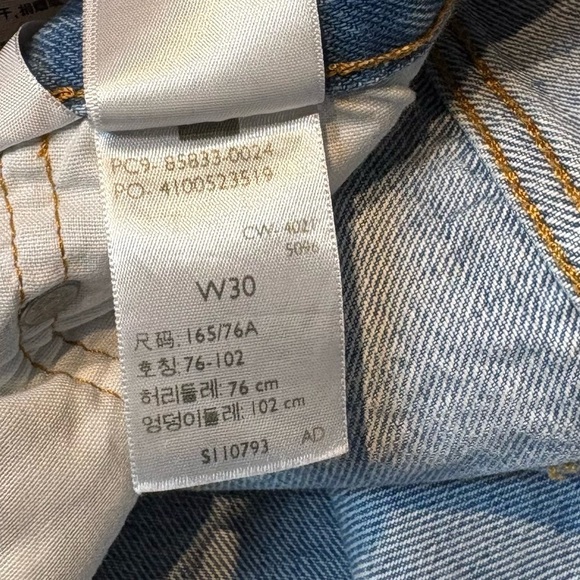 PC9- 85833-0024
PO- 4100523519
CW- 4021
5096
W30
尺码. 165/76A
호칭: 76-102
허리둘레: 76 cm
엉덩이둘레: 102 cm
S110793 AD